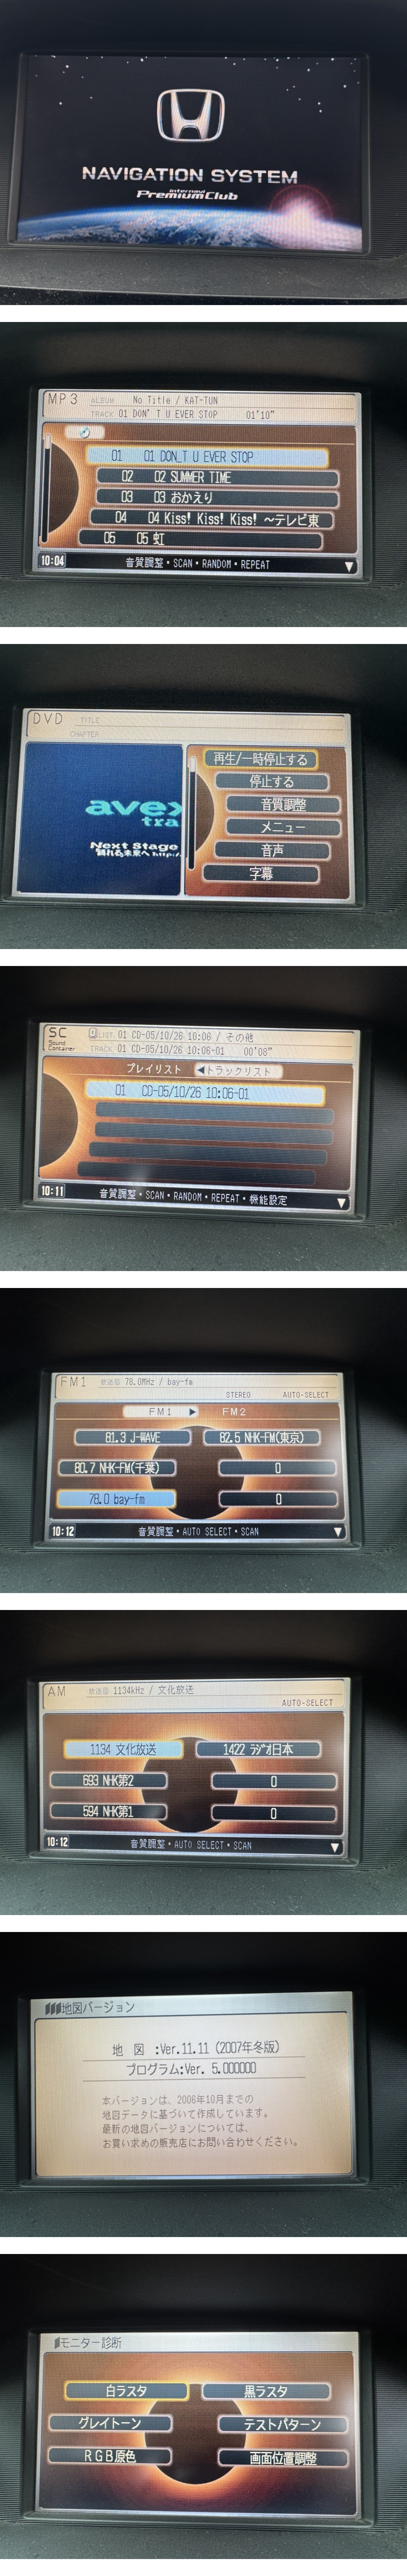 NAVIGATION SYSTEM
internavi
PremiumClub
MP3 ALBUM No Title / KAT-TUN
TRACK 01 DON' T U EVER STOP 01'10"
01 01 DON_T U EVER STOP
02 02 SUMMER TIME
03 03 おかえり
04 04 Kiss! Kiss! Kiss! ～テレビ東
05 05 虹
10:04 音質調整・SCAN・RANDOM・REPEAT ▼
DVD TITLE
CHAPTER
avex
tra
Next Stage
再生/一時停止する
停止する
音質調整
メニュー
音声
字幕
SC LIST. 01 CD-05/10/26 10:06 / その他
Sound
Container TRACK. 01 CD-05/10/26 10:06-01 00'08"
プレイリスト ◀トラックリスト
01 CD-05/10/26 10:06-01
10:11 音質調整・SCAN・RANDOM・REPEAT・機能設定 ▼
FM1 放送局 78.0MHz / bay-fm
STEREO AUTO-SELECT
FM1 ▶ FM2
81.3 J-WAVE 82.5 NHK-FM(東京)
80.7 NHK-FM(千葉) 0
78.0 bay-fm 0
10:12 音質調整・AUTO SELECT・SCAN ▼
AM 放送局 1134kHz / 文化放送
AUTO-SELECT
1134 文化放送 1422 ラジオ日本
693 NHK第2 0
594 NHK第1 0
10:12 音質調整・AUTO SELECT・SCAN ▼
地図バージョン
地 図 :Ver.11.11 (2007年冬版)
プログラム:Ver. 5.000000
本バージョンは、2006年10月までの
地図データに基づいて作成しています。
最新の地図バージョンについては、
お買い求めの販売店にお問い合わせください。
モニター診断
白ラスタ 黒ラスタ
グレイトーン テストパターン
RGB原色 画面位置調整